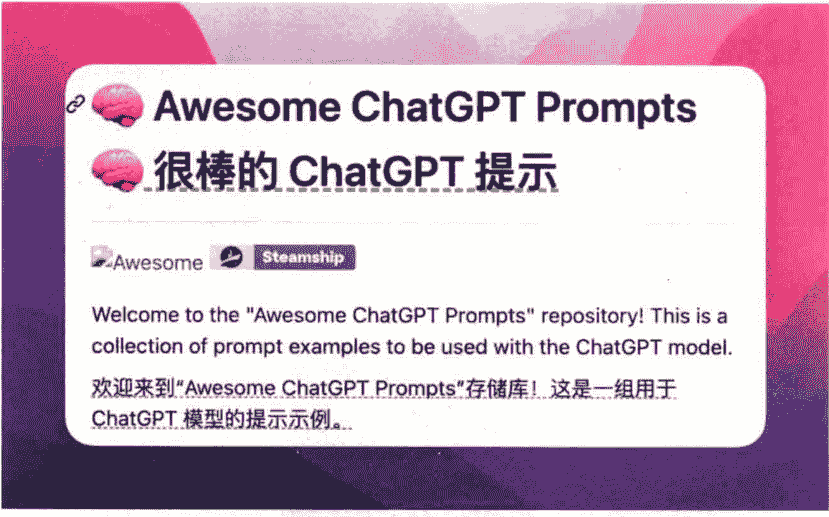 Awesome ChatGPT Prompts
很棒的 ChatGPT 提示
Awesome Steamship
Welcome to the "Awesome ChatGPT Prompts" repository! This is a
collection of prompt examples to be used with the ChatGPT model.
欢迎来到“Awesome ChatGPT Prompts”存储库！这是一组用于
ChatGPT 模型的提示示例。